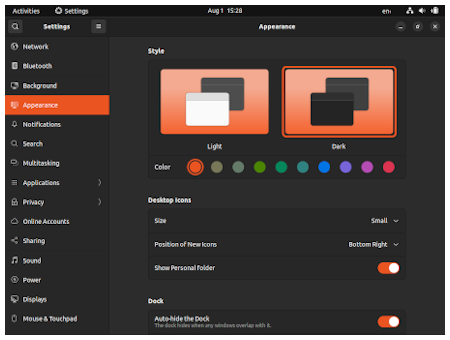 Activities Settings Aug 1 15:28 en
Settings Appearance
Network
Bluetooth
Background
Appearance
Notifications
Search
Multitasking
Applications
Privacy
Online Accounts
Sharing
Sound
Power
Displays
Mouse & Touchpad
Style
Light Dark
Color
Desktop Icons
Size Small
Position of New Icons Bottom Right
Show Personal Folder
Dock
Auto-hide the Dock
The dock hides when any windows overlap with it.